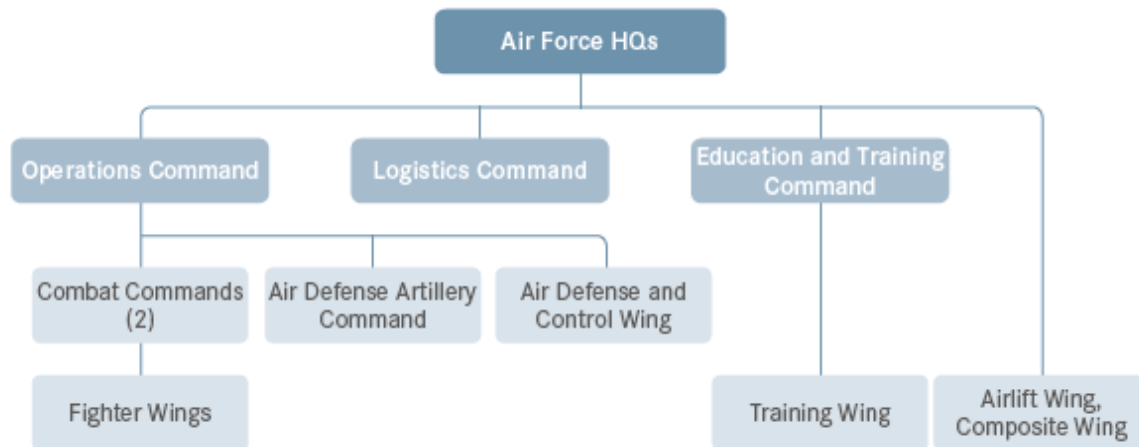 Air Force HQs
Operations Command
Logistics Command
Education and Training
Command
Combat Commands
(2)
Air Defense Artillery
Command
Air Defense and
Control Wing
Fighter Wings
Training Wing
Airlift Wing,
Composite Wing